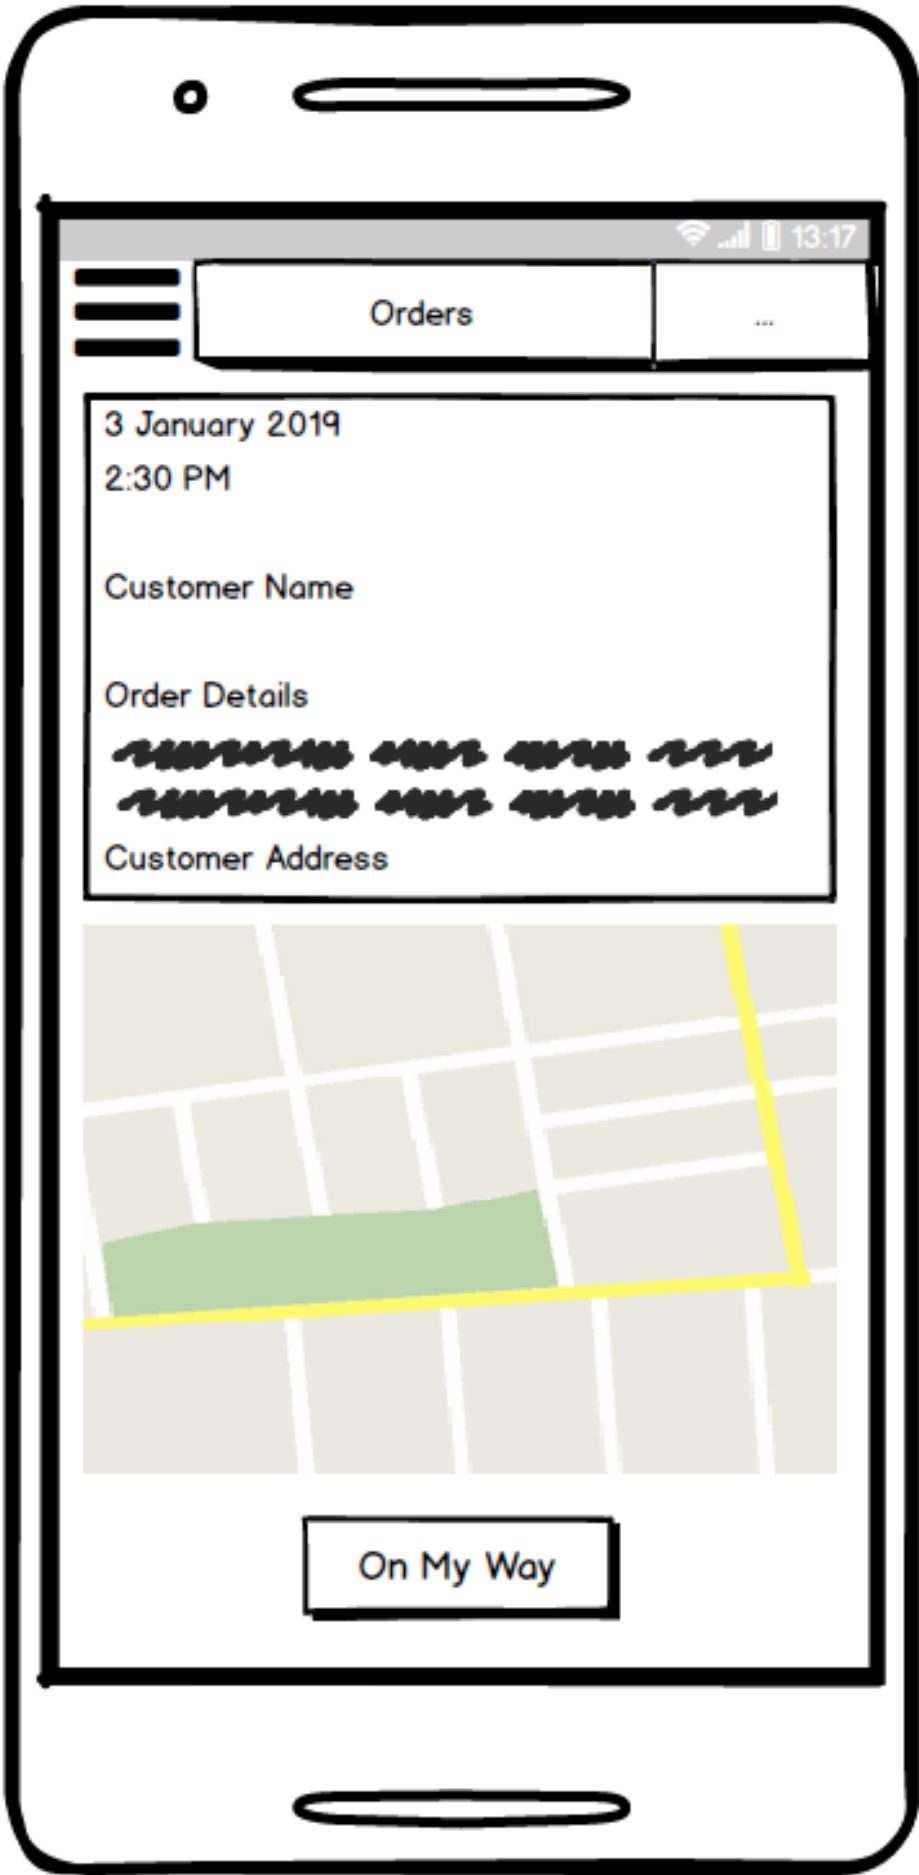 13:17
Orders ...
3 January 2019
2:30 PM
Customer Name
Order Details
Customer Address
On My Way